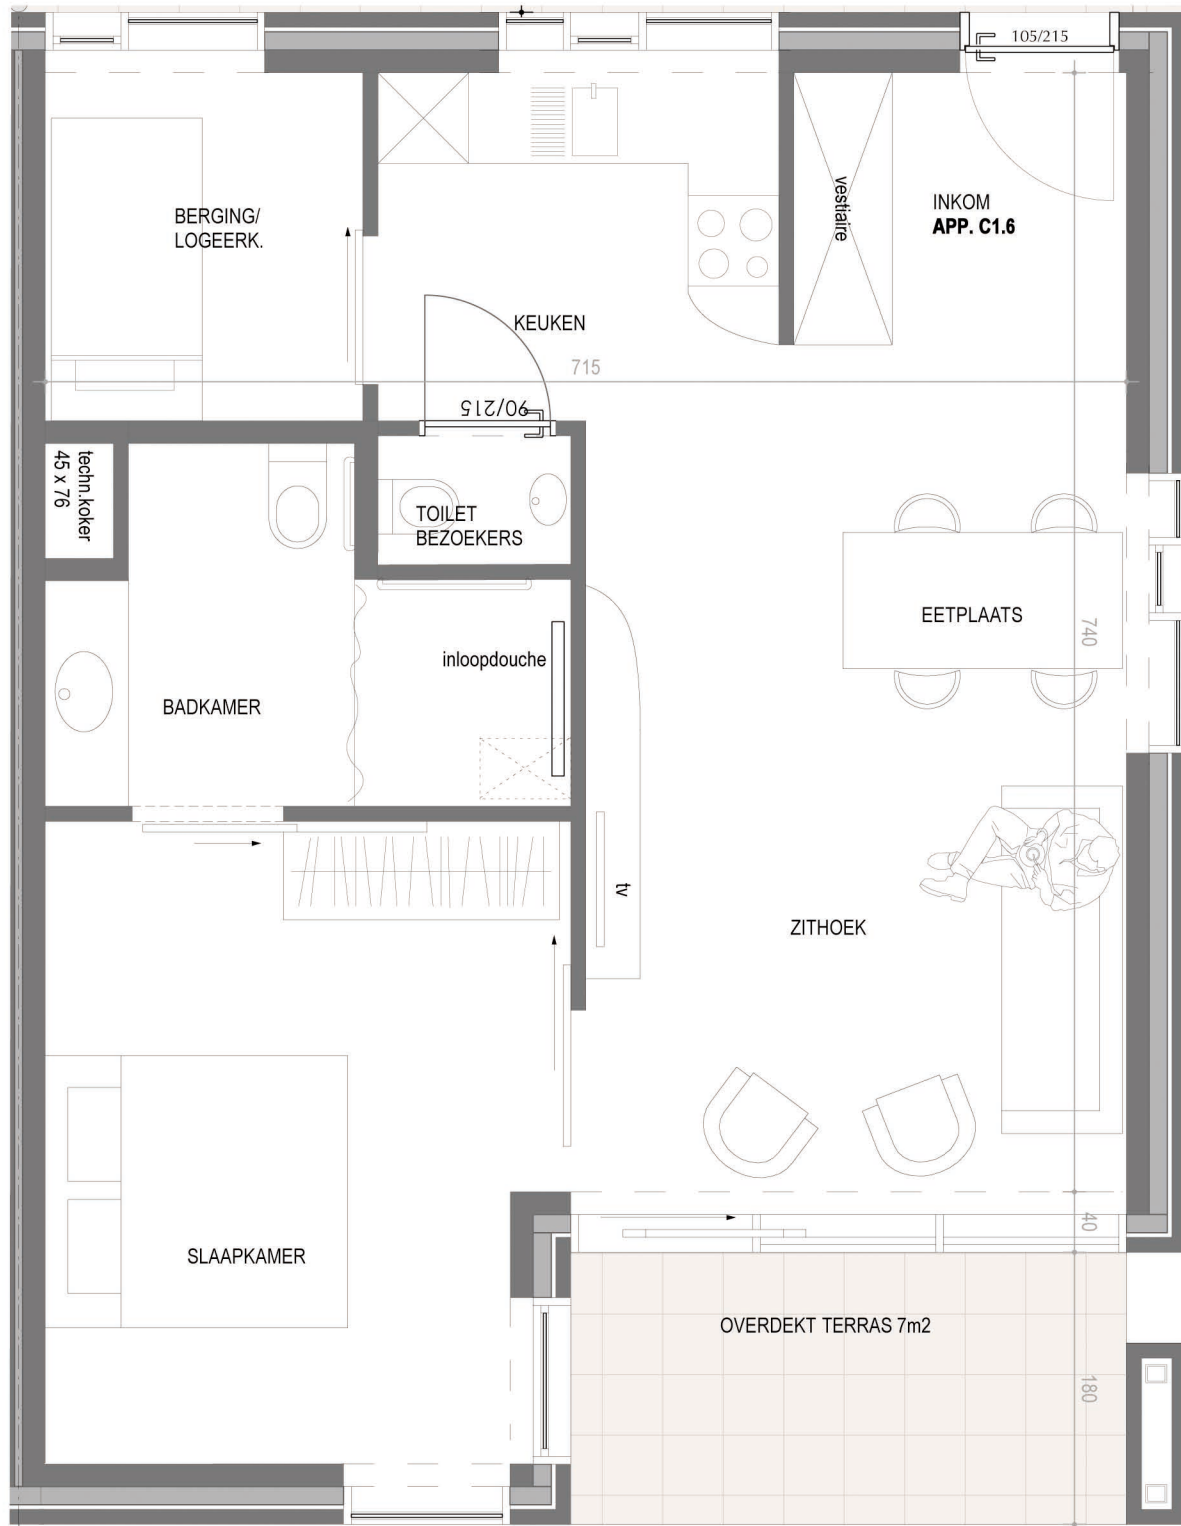 105/215
BERGING/
LOGEERK.
vestiaire
INKOM
APP. C1.6
KEUKEN
715
90/215
techn.koker
45 x 76
TOILET
BEZOEKERS
EETPLAATS
740
inloopdouche
BADKAMER
tv
ZITHOEK
40
SLAAPKAMER
OVERDEKT TERRAS 7m2
180